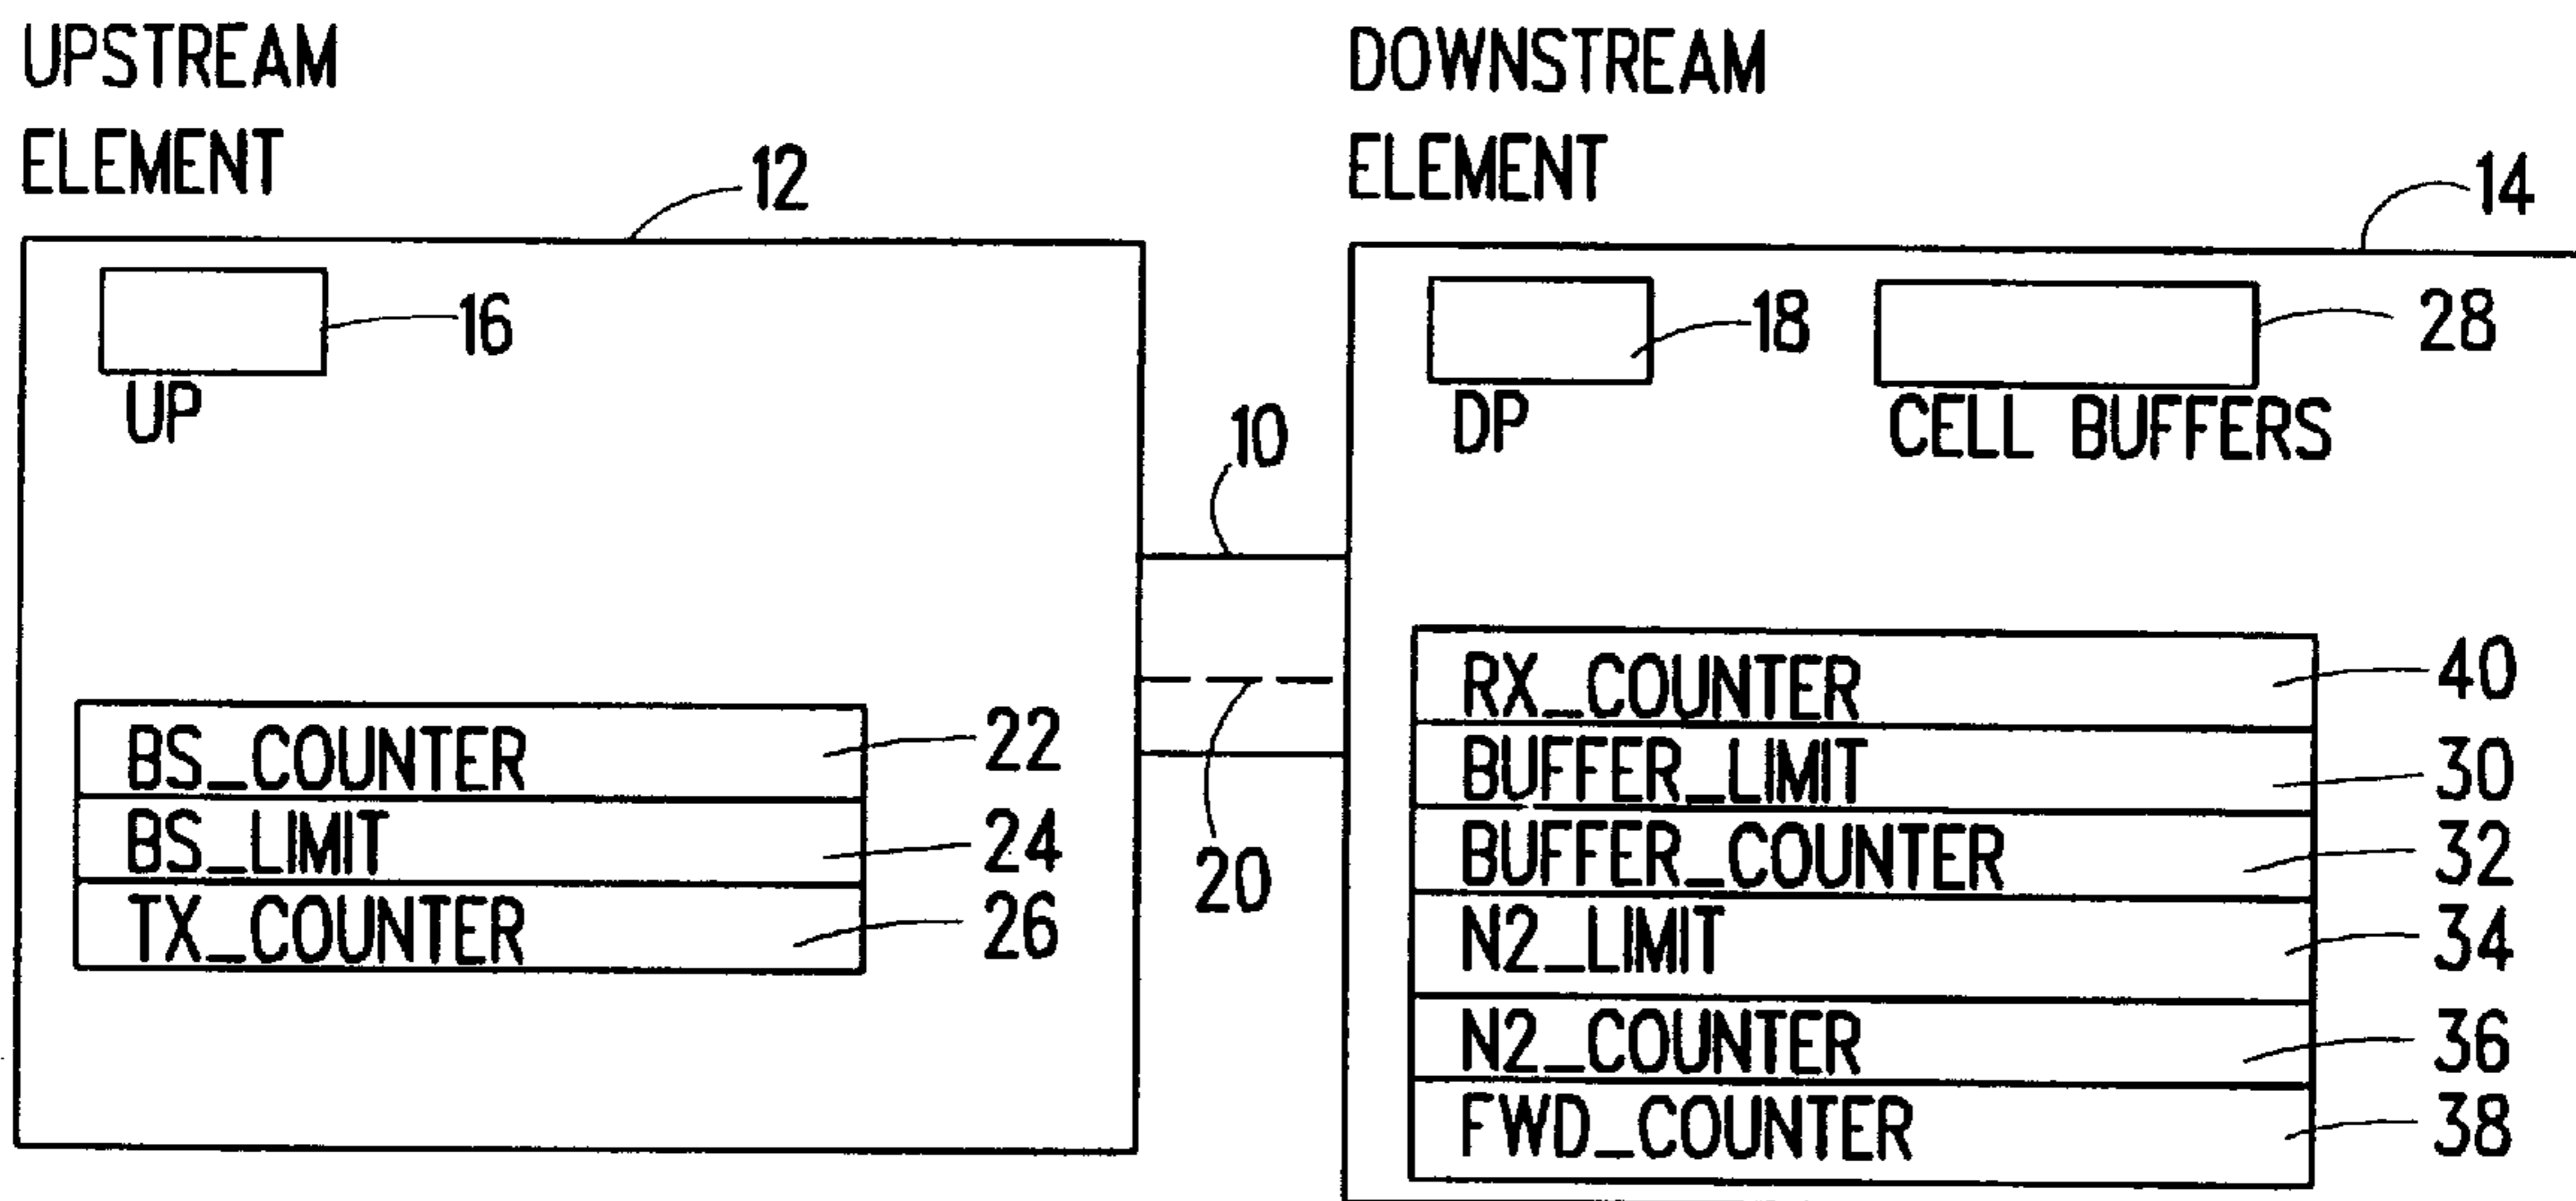 UPSTREAM
ELEMENT
12
16
UP
BS_COUNTER
22
BS_LIMIT
24
TX_COUNTER
26
10
20
DOWNSTREAM
ELEMENT
14
18
DP
28
CELL BUFFERS
RX_COUNTER
40
BUFFER_LIMIT
30
BUFFER_COUNTER
32
N2_LIMIT
34
N2_COUNTER
36
FWD_COUNTER
38